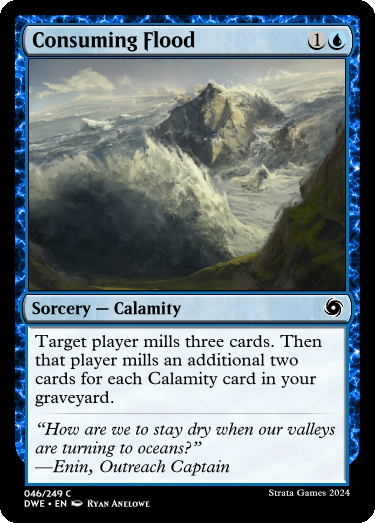 Consuming Flood 1
Sorcery — Calamity
Target player mills three cards. Then
that player mills an additional two
cards for each Calamity card in your
graveyard.
“How are we to stay dry when our valleys
are turning to oceans?”
—Enin, Outreach Captain
046/249 C
Strata Games 2024
DWE • EN Ryan Anelowe